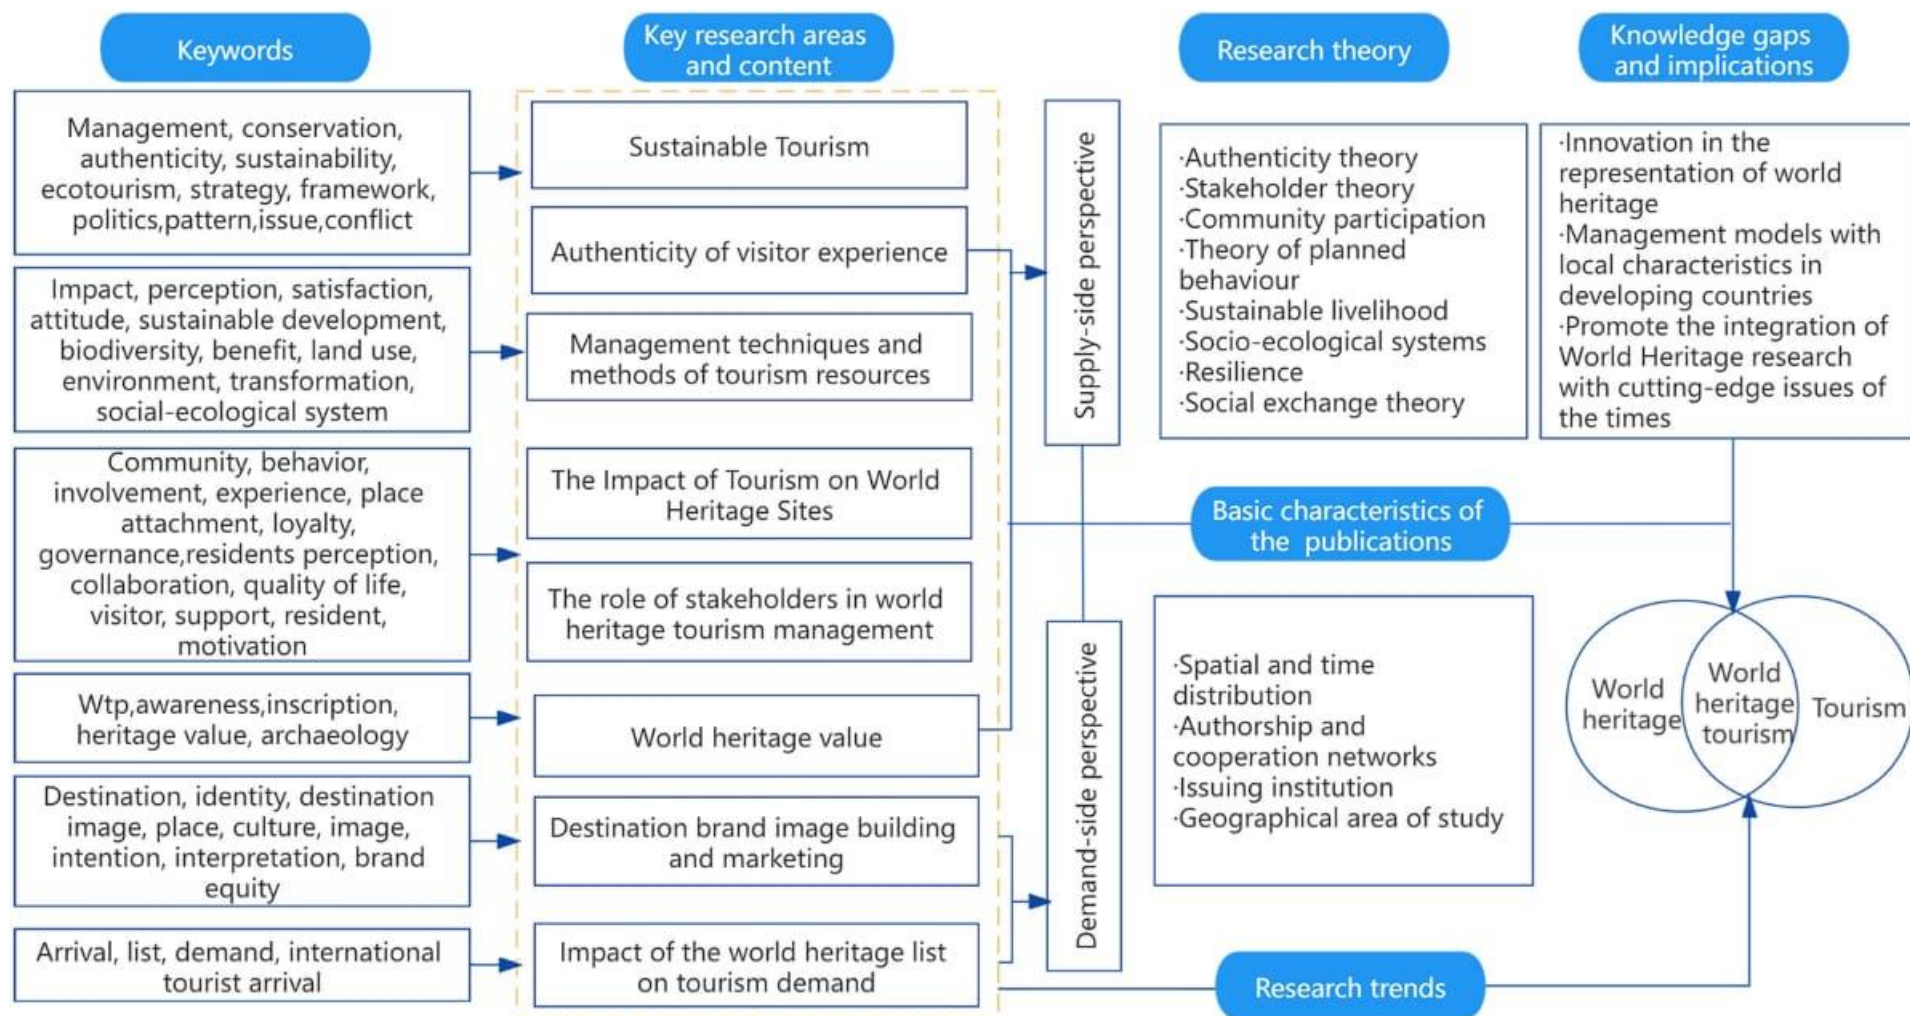 Keywords
Management, conservation,
authenticity, sustainability,
ecotourism, strategy, framework,
politics,pattern,issue,conflict
Impact, perception, satisfaction,
attitude, sustainable development,
biodiversity, benefit, land use,
environment, transformation,
social-ecological system
Community, behavior,
involvement, experience, place
attachment, loyalty,
governance,residents perception,
collaboration, quality of life,
visitor, support, resident,
motivation
Wtp,awareness,inscription,
heritage value, archaeology
Destination, identity, destination
image, place, culture, image,
intention, interpretation, brand
equity
Arrival, list, demand, international
tourist arrival
Key research areas
and content
Sustainable Tourism
Authenticity of visitor experience
Management techniques and
methods of tourism resources
The Impact of Tourism on World
Heritage Sites
The role of stakeholders in world
heritage tourism management
World heritage value
Destination brand image building
and marketing
Impact of the world heritage list
on tourism demand
Supply-side perspective
Demand-side perspective
Research theory
·Authenticity theory
·Stakeholder theory
·Community participation
·Theory of planned
behaviour
·Sustainable livelihood
·Socio-ecological systems
·Resilience
·Social exchange theory
Basic characteristics of
the publications
·Spatial and time
distribution
·Authorship and
cooperation networks
·Issuing institution
·Geographical area of study
Research trends
Knowledge gaps
and implications
·Innovation in the
representation of world
heritage
·Management models with
local characteristics in
developing countries
·Promote the integration of
World Heritage research
with cutting-edge issues of
the times
World
heritage
World
heritage
tourism
Tourism